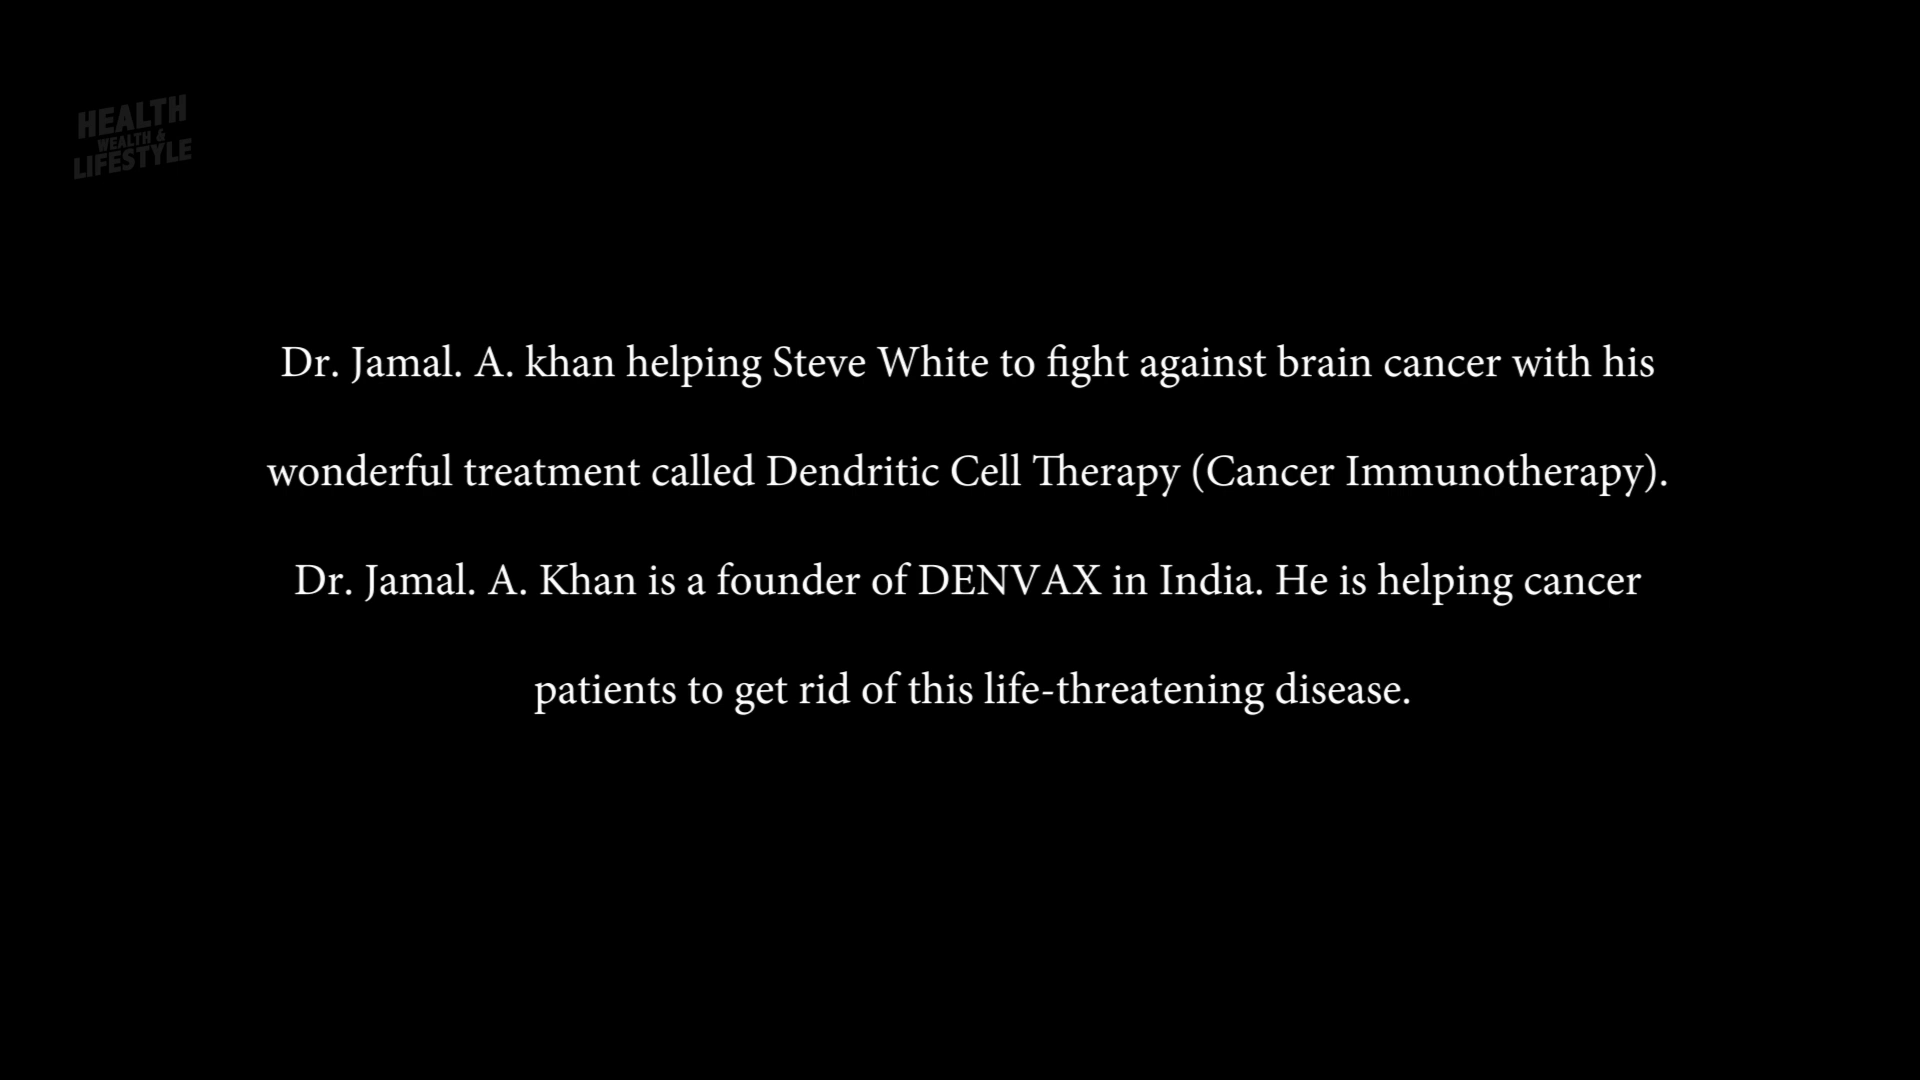 HEALTH
WEALTH &
LIFESTYLE
Dr. Jamal. A. khan helping Steve White to fight against brain cancer with his
wonderful treatment called Dendritic Cell Therapy (Cancer Immunotherapy).
Dr. Jamal. A. Khan is a founder of DENVAX in India. He is helping cancer
patients to get rid of this life-threatening disease.